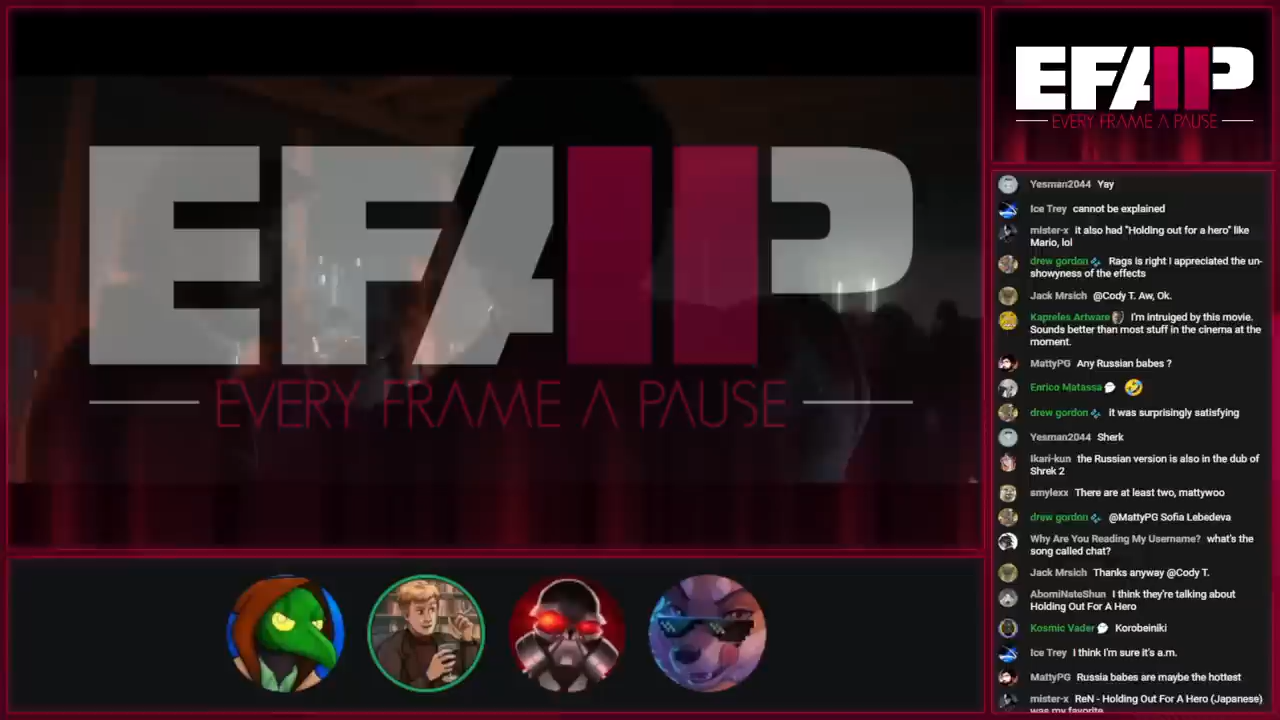 EFAP
EVERY FRAME A PAUSE
EFAP
EVERY FRAME A PAUSE
Yesman2044 Yay
Ice Trey cannot be explained
mister-x it also had "Holding out for a hero" like
Mario, lol
drew gordon Rags is right I appreciated the un-
showyness of the effects
Jack Mrsich @Cody T. Aw, Ok.
Kapreles Artware I'm intruiged by this movie.
Sounds better than most stuff in the cinema at the
moment.
MattyPG Any Russian babes ?
Enrico Matassa
drew gordon it was surprisingly satisfying
Yesman2044 Sherk
Ikari-kun the Russian version is also in the dub of
Shrek 2
smylexx There are at least two, mattywoo
drew gordon @MattyPG Sofia Lebedeva
Why Are You Reading My Username? what's the
song called chat?
Jack Mrsich Thanks anyway @Cody T.
AbomiNateShun I think they're talking about
Holding Out For A Hero
Kosmic Vader Korobeiniki
Ice Trey I think I'm sure it's a.m.
MattyPG Russia babes are maybe the hottest
mister-x ReN - Holding Out For A Hero (Japanese)
was my favorite